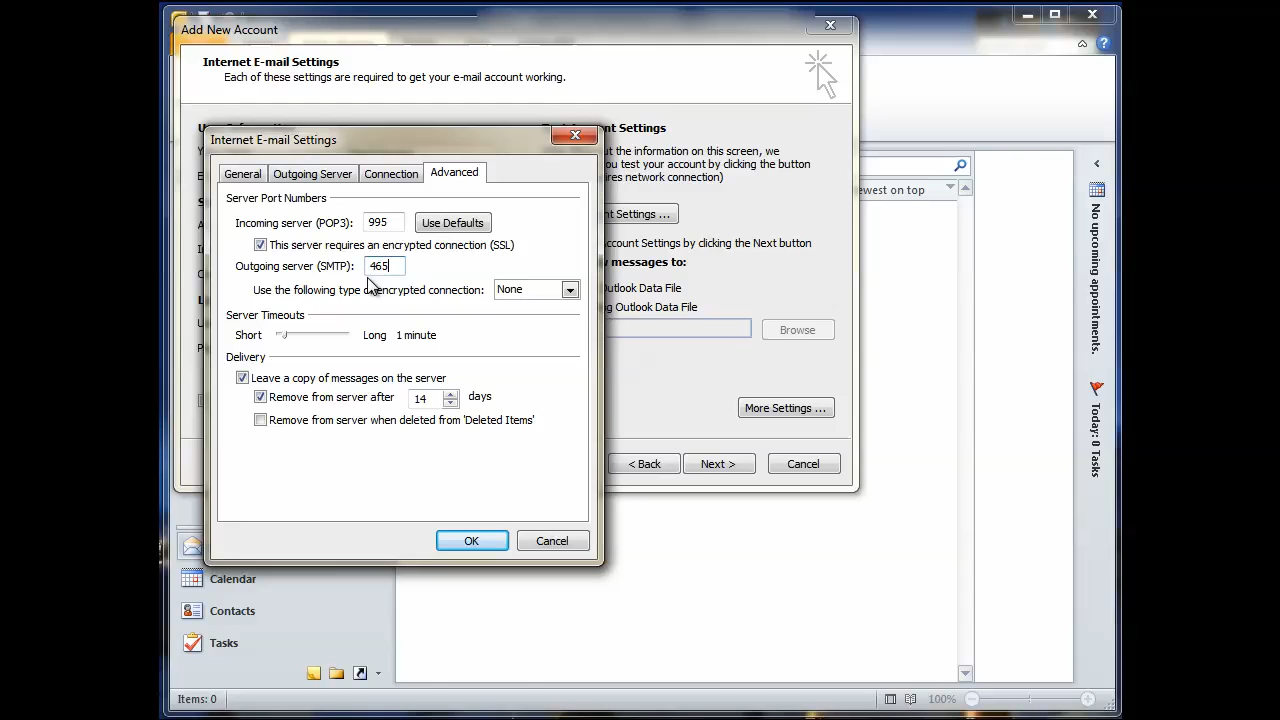 Add New Account
Internet E-mail Settings
Each of these settings are required to get your e-mail account working.
Settings
the information on this screen, we
you test your account by clicking the button
network connection)
Settings ...
Account Settings by clicking the Next button
messages to:
Outlook Data File
Outlook Data File
Browse
More Settings ...
< Back
Next >
Cancel
Internet E-mail Settings
General
Outgoing Server
Connection
Advanced
Server Port Numbers
Incoming server (POP3): 995 Use Defaults
This server requires an encrypted connection (SSL)
Outgoing server (SMTP): 465
Use the following type of encrypted connection: None
Server Timeouts
Short Long 1 minute
Delivery
Leave a copy of messages on the server
Remove from server after 14 days
Remove from server when deleted from 'Deleted Items'
OK
Cancel
on top
No upcoming appointments.
Today: 0 Tasks
Calendar
Contacts
Tasks
Items: 0
100%